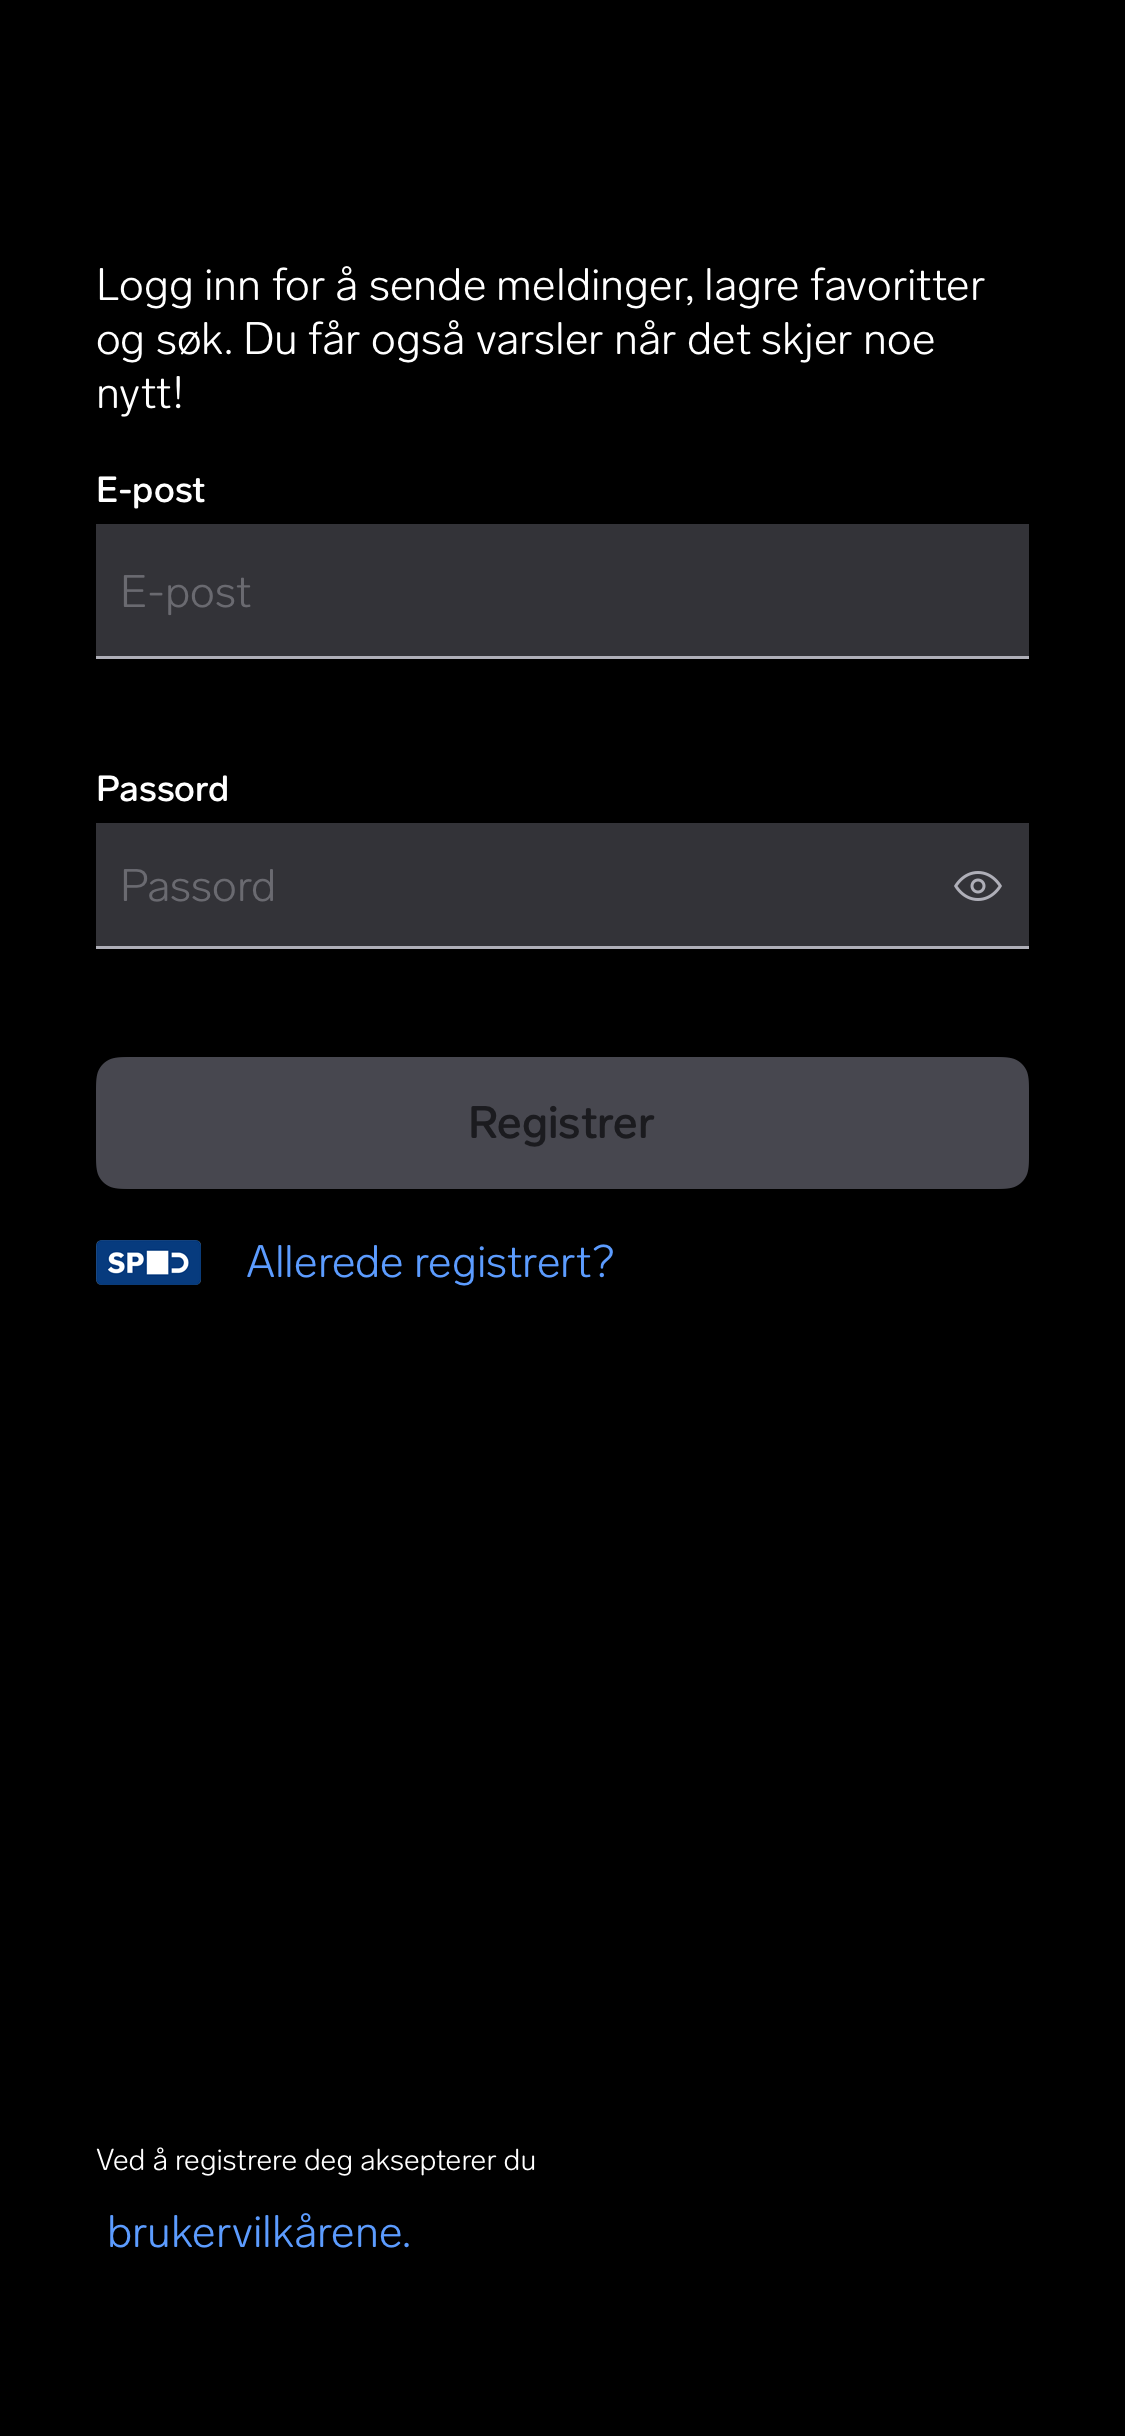 Logg inn for å sende meldinger, lagre favoritter
og søk. Du får også varsler når det skjer noe
nytt!
E-post
E-post
Passord
Passord
Registrer
SPID Allerede registrert?
Ved å registrere deg aksepterer du
brukervilkårene.